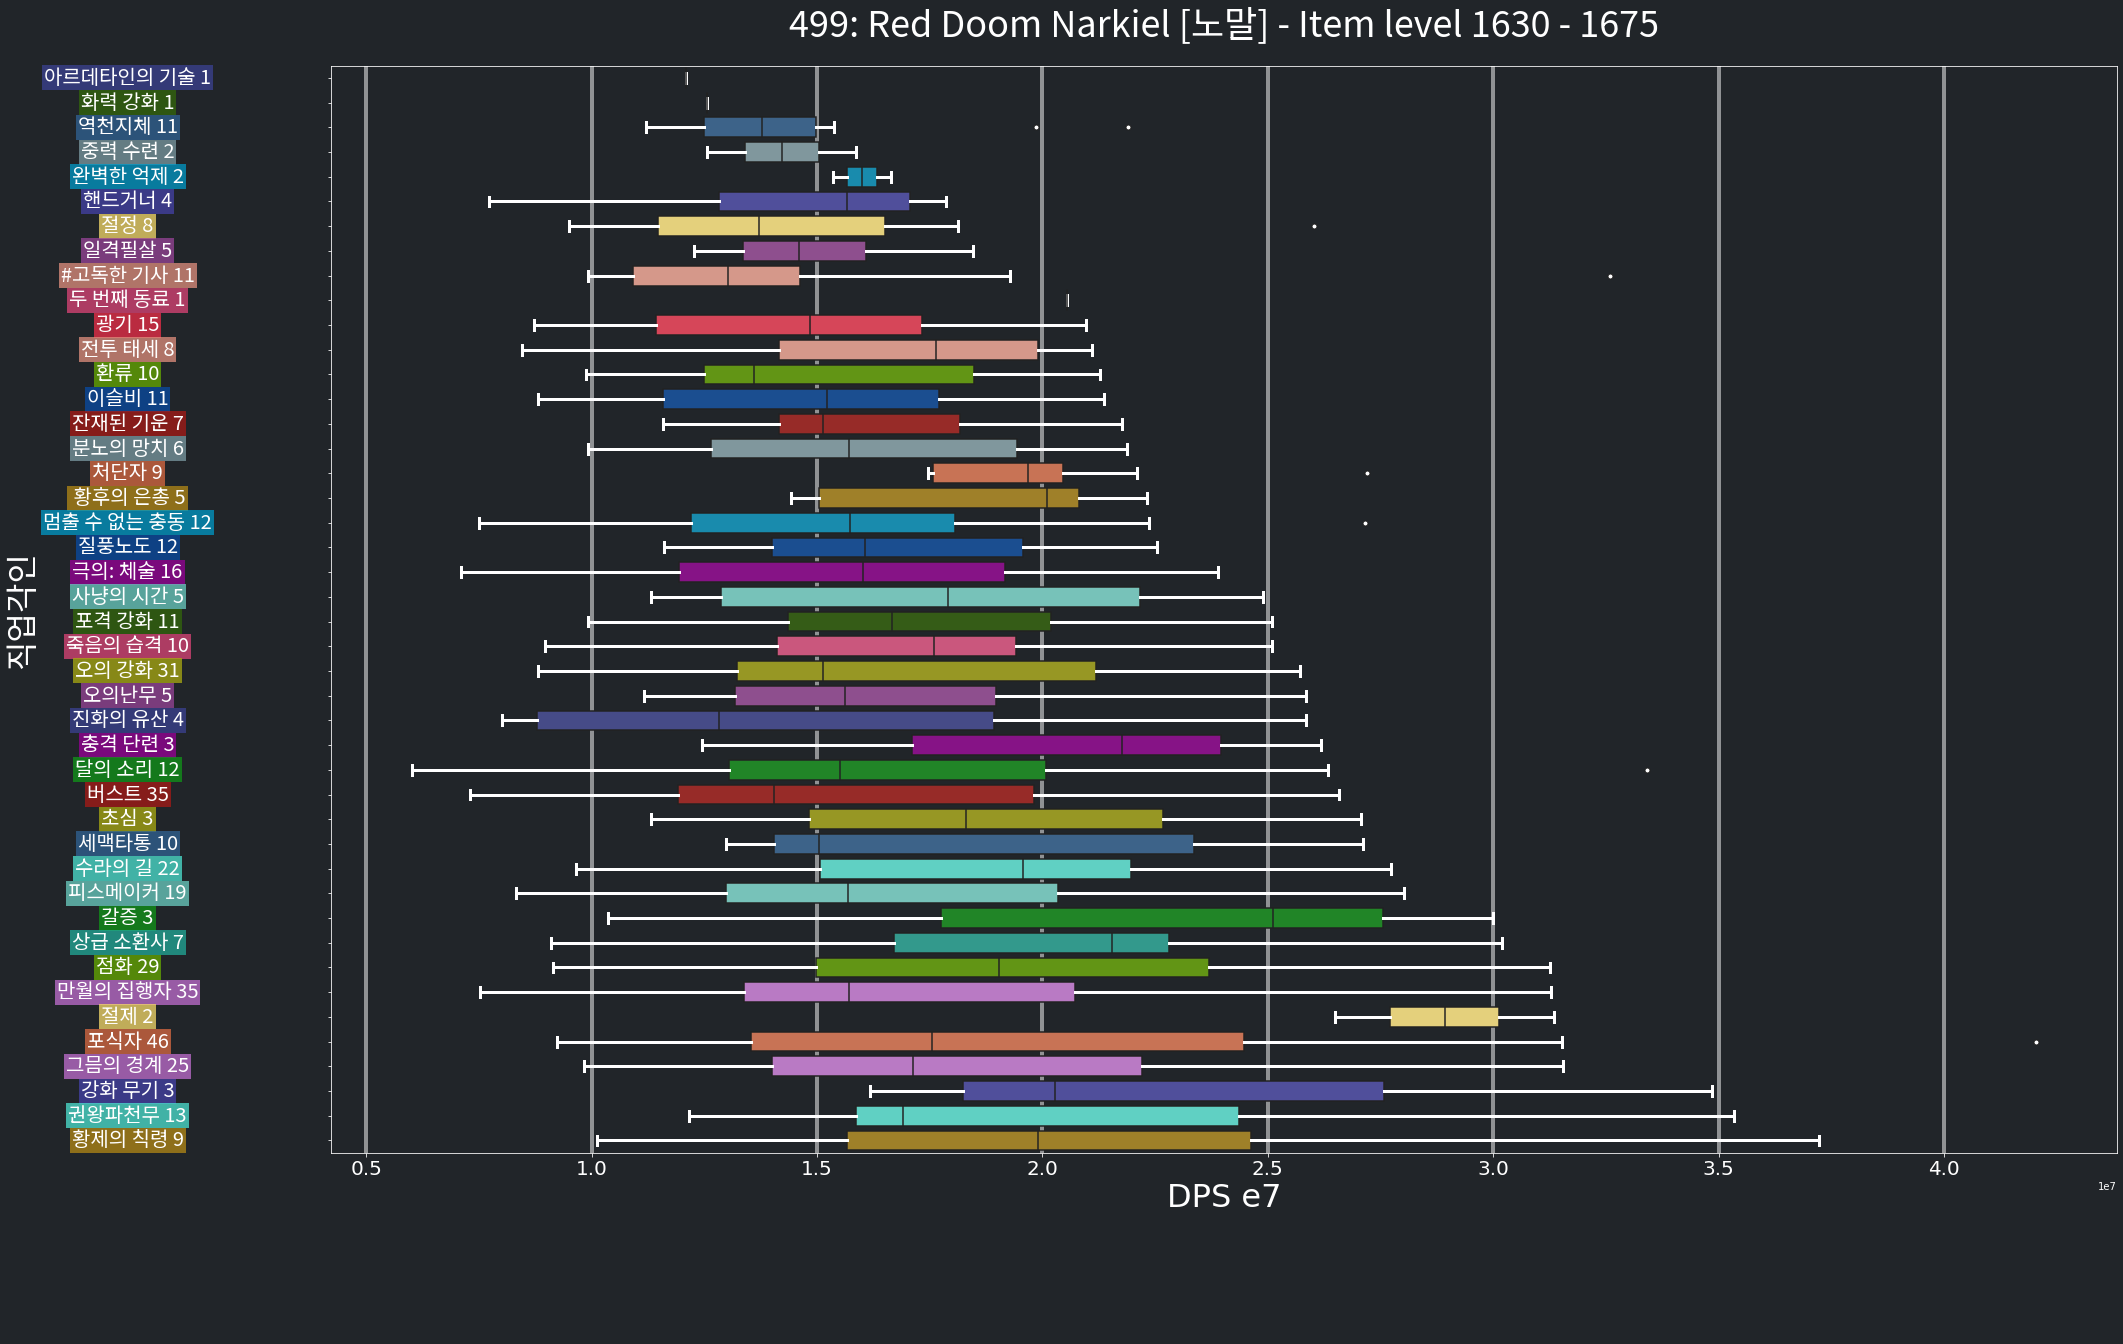 499: Red Doom Narkiel [노말] - Item level 1630 - 1675
아르데타인의 기술 1
화력 강화 1
역천지체 11
중력 수련 2
완벽한 억제 2
핸드거너 4
절정 8
일격필살 5
#고독한 기사 11
두 번째 동료 1
광기 15
전투 태세 8
환류 10
이슬비 11
잔재된 기운 7
분노의 망치 6
처단자 9
황후의 은총 5
멈출 수 없는 충동 12
질풍노도 12
극의: 체술 16
사냥의 시간 5
포격 강화 11
죽음의 습격 10
오의 강화 31
오의난무 5
진화의 유산 4
충격 단련 3
달의 소리 12
버스트 35
초심 3
세맥타통 10
수라의 길 22
피스메이커 19
갈증 3
상급 소환사 7
점화 29
만월의 집행자 35
절제 2
포식자 46
그믐의 경계 25
강화 무기 3
권왕파천무 13
황제의 칙령 9
직업각인
0.5 1.0 1.5 2.0 2.5 3.0 3.5 4.0
1e7
DPS e7